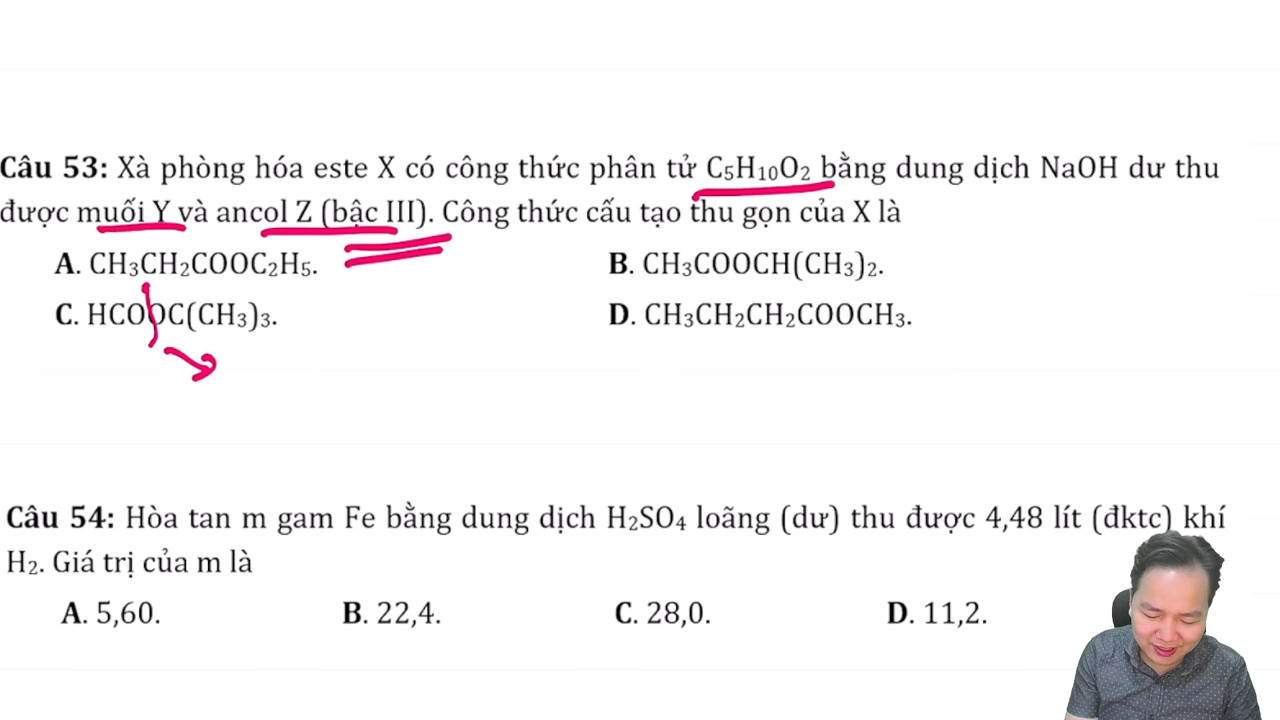 Câu 53: Xà phòng hóa este X có công thức phân tử C₅H₁₀O₂ bằng dung dịch NaOH dư thu
được muối Y và ancol Z (bậc III). Công thức cấu tạo thu gọn của X là
A. CH₃CH₂COOC₂H₅. B. CH₃COOCH(CH₃)₂.
C. HCOOC(CH₃)₃. D. CH₃CH₂CH₂COOCH₃.
Câu 54: Hòa tan m gam Fe bằng dung dịch H₂SO₄ loãng (dư) thu được 4,48 lít (đktc) khí
H₂. Giá trị của m là
A. 5,60. B. 22,4. C. 28,0. D. 11,2.